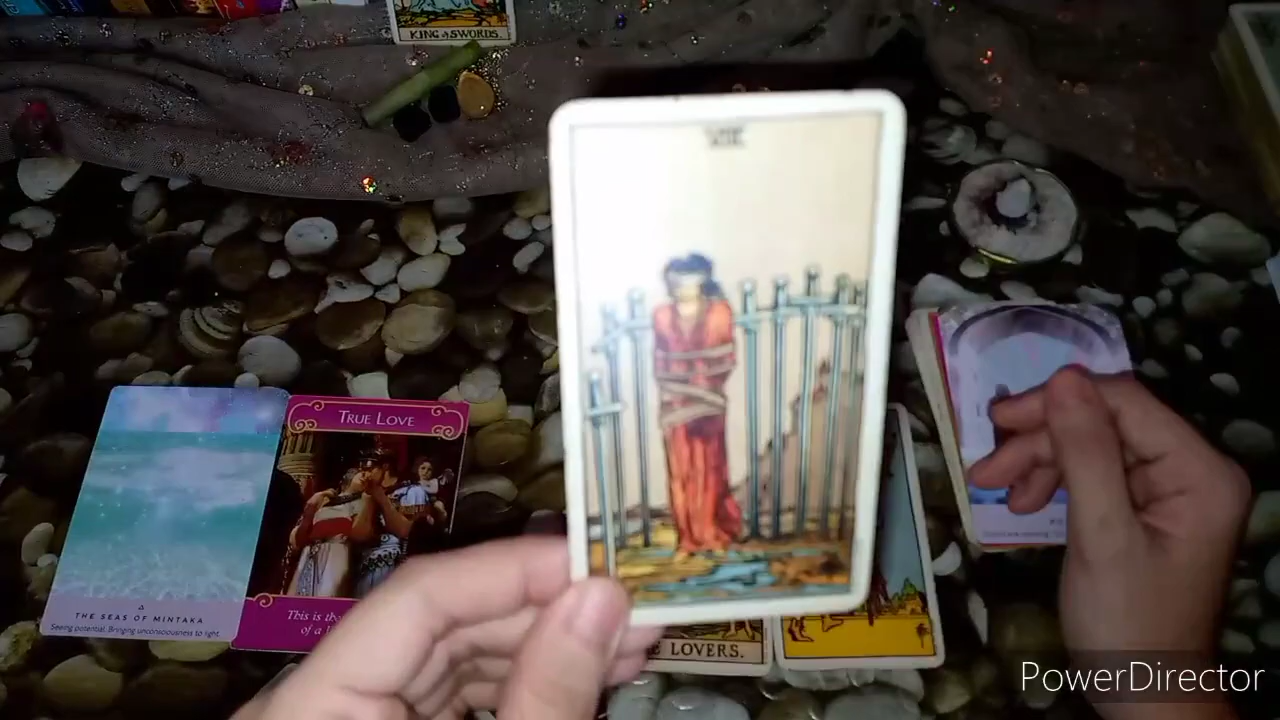 KING of SWORDS.
VIII
TRUE LOVE
THE SEAS OF MINTAKA
Seeing potential. Bringing unconsciousness to light.
This is th
of a
E LOVERS.
PowerDirector